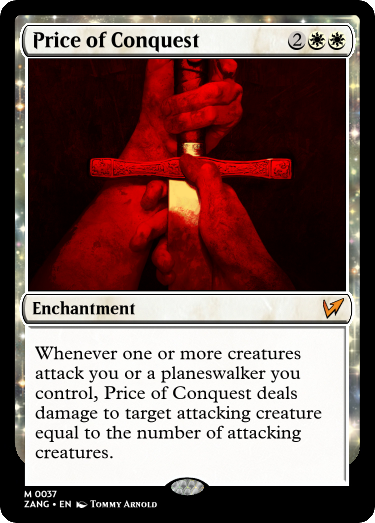 Price of Conquest 2
Enchantment
Whenever one or more creatures
attack you or a planeswalker you
control, Price of Conquest deals
damage to target attacking creature
equal to the number of attacking
creatures.
M 0037
ZANG • EN Tommy Arnold